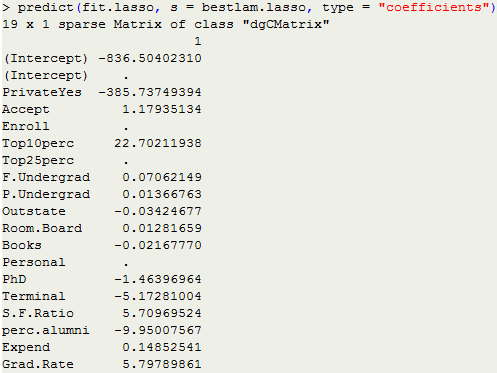 > predict(fit.lasso, s = bestlam.lasso, type = "coefficients")
19 x 1 sparse Matrix of class "dgCMatrix"
1
(Intercept) -836.50402310
(Intercept) .
PrivateYes -385.73749394
Accept 1.17935134
Enroll .
Top10perc 22.70211938
Top25perc .
F.Undergrad 0.07062149
P.Undergrad 0.01366763
Outstate -0.03424677
Room.Board 0.01281659
Books -0.02167770
Personal .
PhD -1.46396964
Terminal -5.17281004
S.F.Ratio 5.70969524
perc.alumni -9.95007567
Expend 0.14852541
Grad.Rate 5.79789861